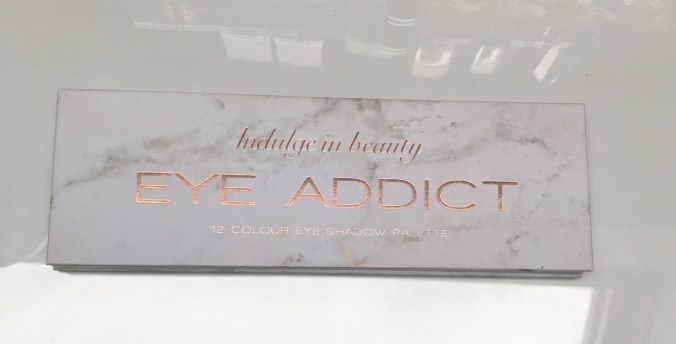 Indulge in beauty
EYE ADDICT
12 COLOUR EYE SHADOW PALETTE